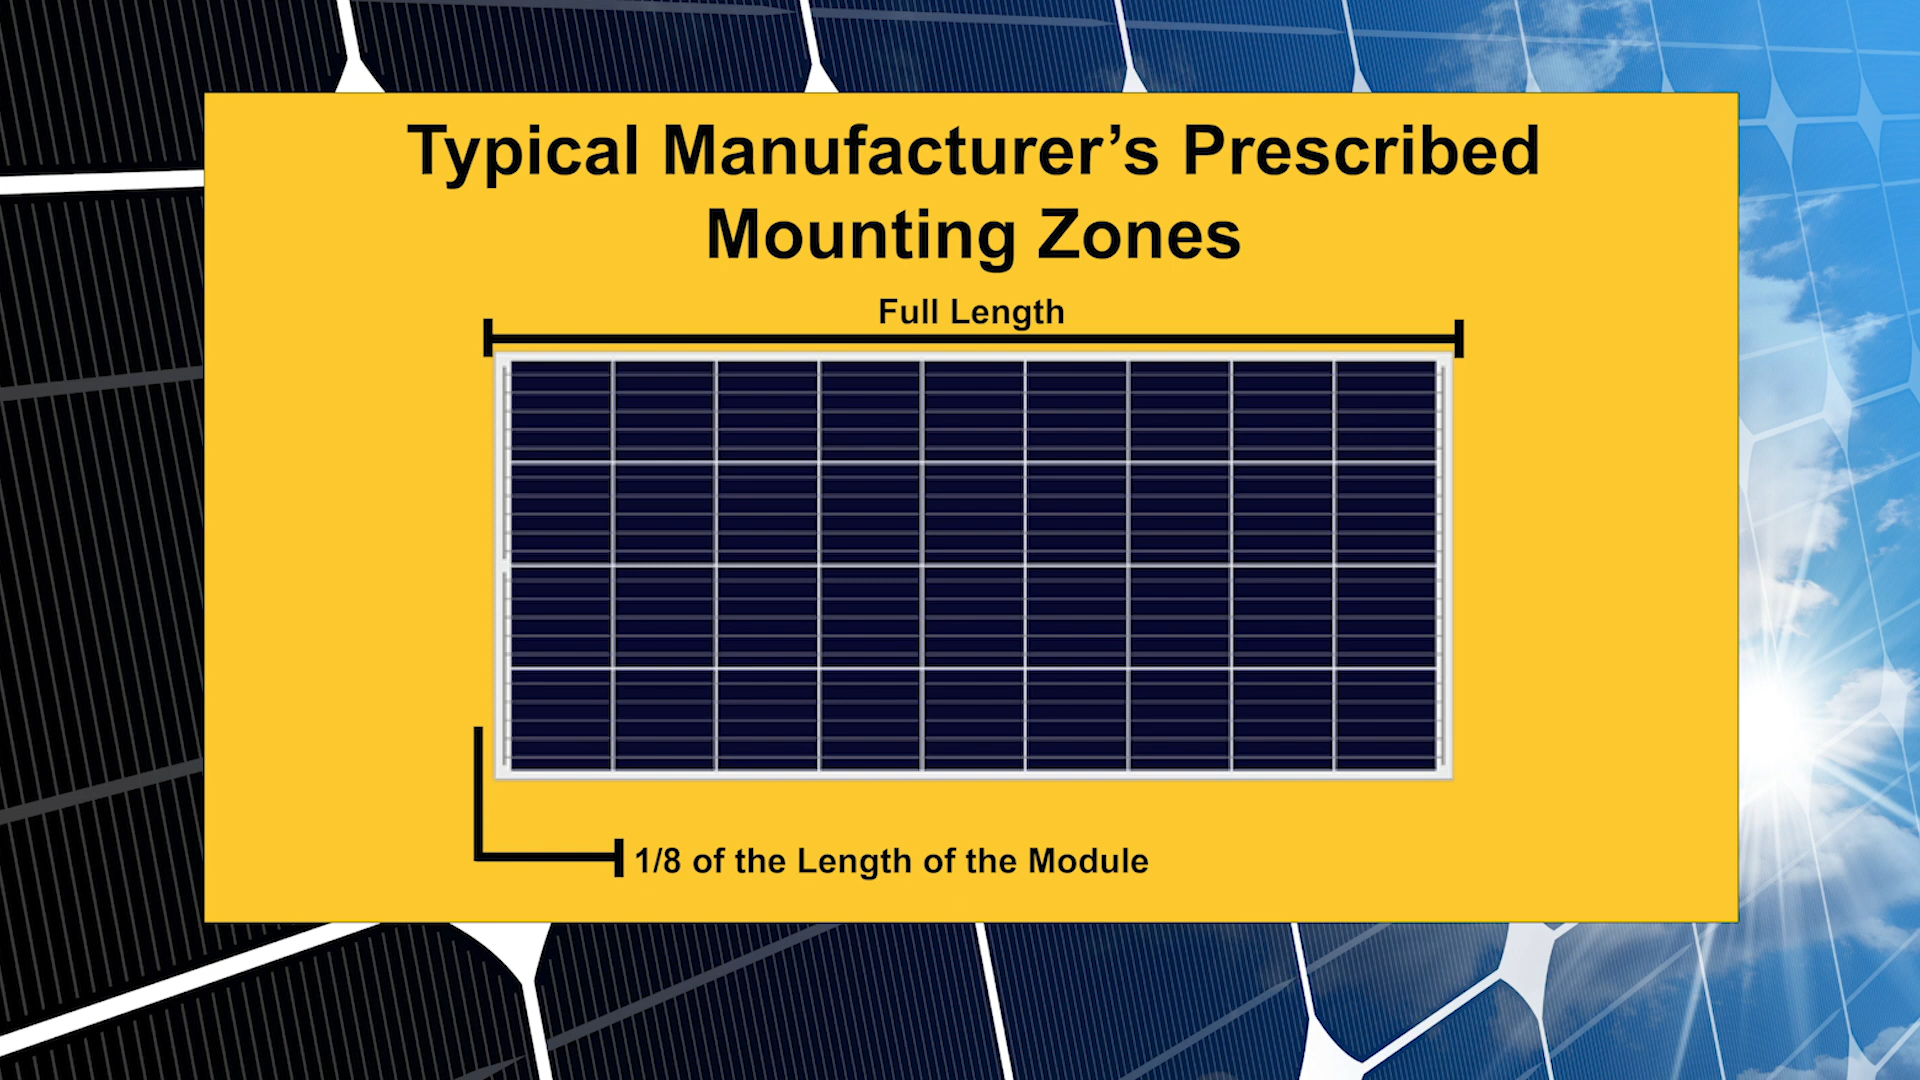 Typical Manufacturer’s Prescribed
Mounting Zones
Full Length
1/8 of the Length of the Module